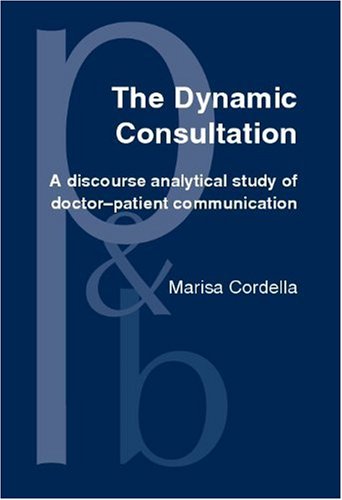 The Dynamic
Consultation
A discourse analytical study of
doctor–patient communication
p
&
b
Marisa Cordella